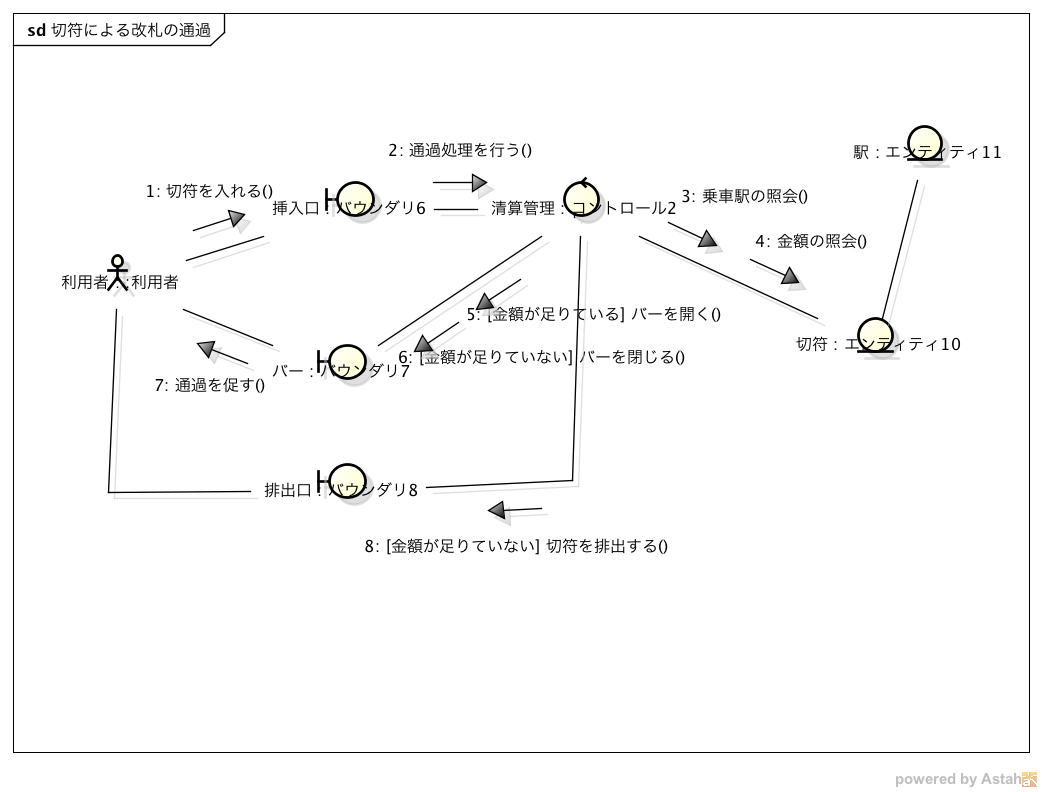 sd 切符による改札の通過
2: 通過処理を行う()
駅 : エンティティ11
1: 切符を入れる()
3: 乗車駅の照会()
挿入口 : バウンダリ6
清算管理 : コントロール2
4: 金額の照会()
利用者 : 利用者
5: [金額が足りている] バーを開く()
切符 : エンティティ10
6: [金額が足りていない] バーを閉じる()
バー : バウンダリ7
7: 通過を促す()
排出口 : バウンダリ8
8: [金額が足りていない] 切符を排出する()
powered by Astah